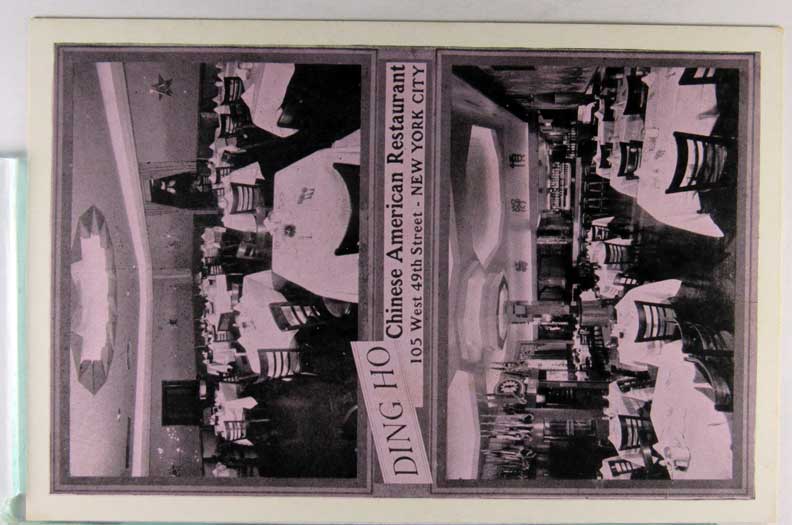 DING HO
Chinese American Restaurant
105 West 49th Street - NEW YORK CITY